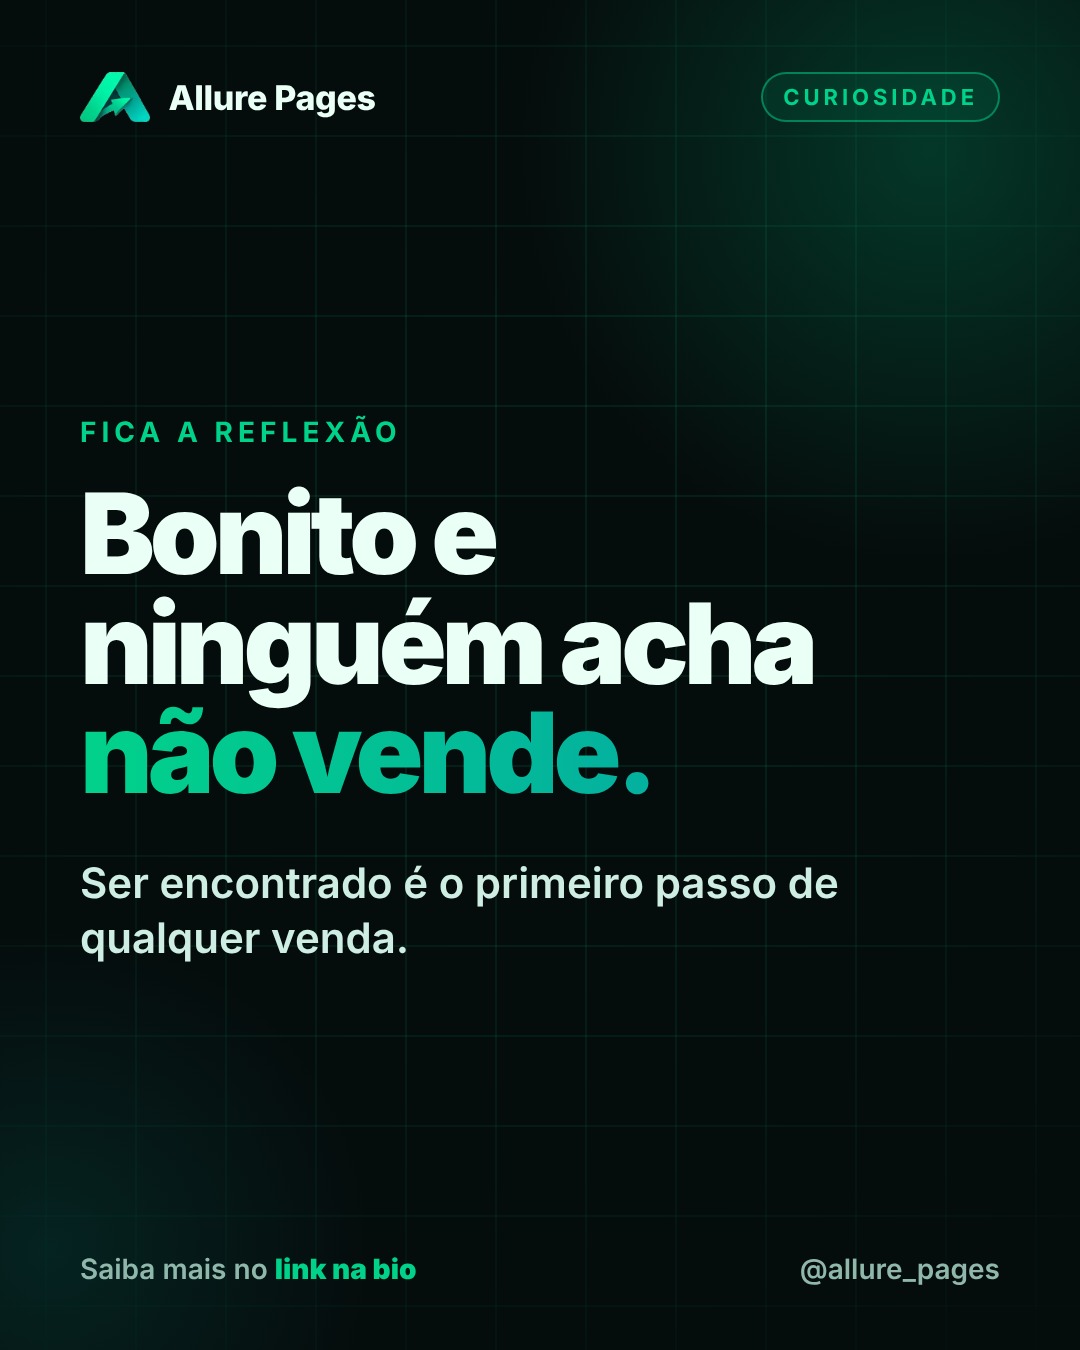 Allure Pages
CURIOSIDADE
FICA A REFLEXÃO
Bonito e
ninguém acha
não vende.
Ser encontrado é o primeiro passo de
qualquer venda.
Saiba mais no link na bio
@allure_pages